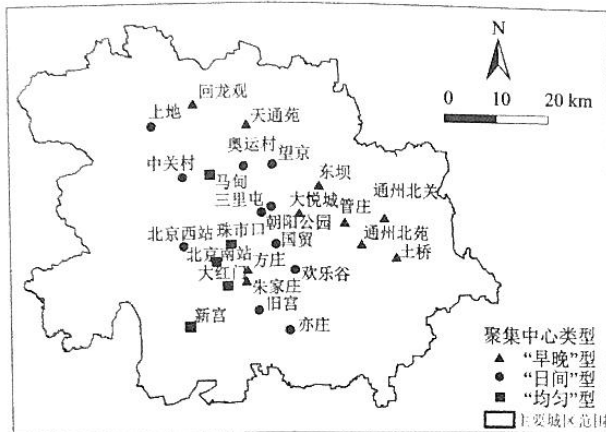 N
0 10 20 km
回龙观
上地
天通苑
奥运村
望京
中关村
马甸
东坝
三里屯
大悦城
通州北关
朝阳公园
管庄
北京西站
珠市口
国贸
通州北苑
土桥
北京南站
方庄
大红门
欢乐谷
朱家庄
旧宫
新宫
亦庄
聚集中心类型
“早晚”型
“日间”型
“均匀”型
主要城区范围